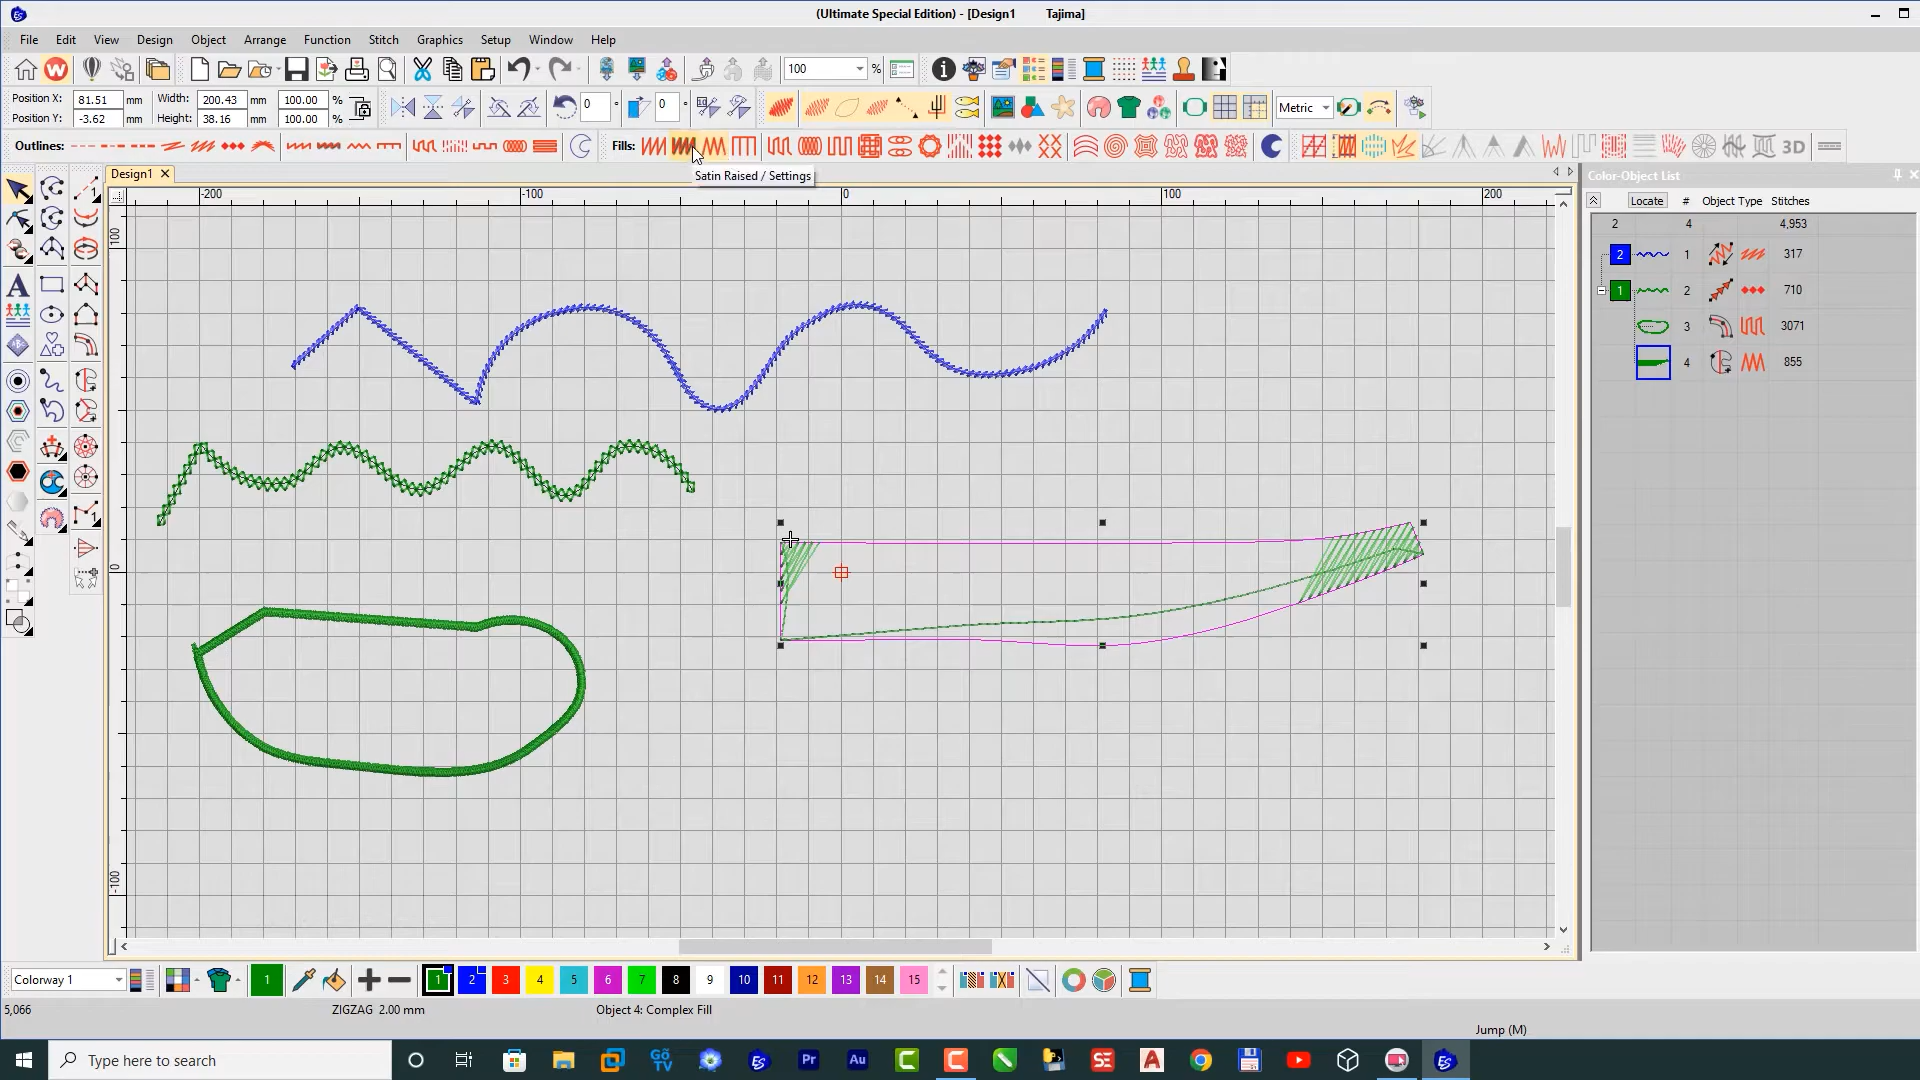 (Ultimate Special Edition) - [Design1 Tajima]
File Edit View Design Object Arrange Function Stitch Graphics Setup Window Help
100 %
Position X: 81.51 mm Width: 200.43 mm 100.00 %
Position Y: -3.62 mm Height: 38.16 mm 100.00 %
0 ° 0 ° Metric
Outlines: Fills: 3D
Satin Raised / Settings
Design1
Color-Object List
-200 -100 0 100 200
100
0
-100
Locate # Object Type Stitches
2 4 4,953
2 1 317
1 2 710
3 3071
4 855
A
Colorway 1 1 1 2 3 4 5 6 7 8 9 10 11 12 13 14 15
5,066 ZIGZAG 2.00 mm Object 4: Complex Fill
Jump (M)
Type here to search